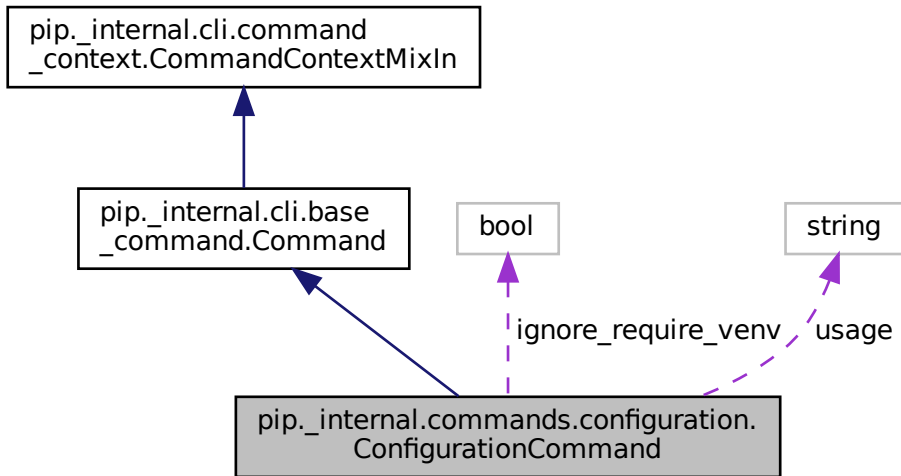 pip._internal.cli.command
_context.CommandContextMixIn
pip._internal.cli.base
_command.Command
bool
string
ignore_require_venv
usage
pip._internal.commands.configuration.
ConfigurationCommand